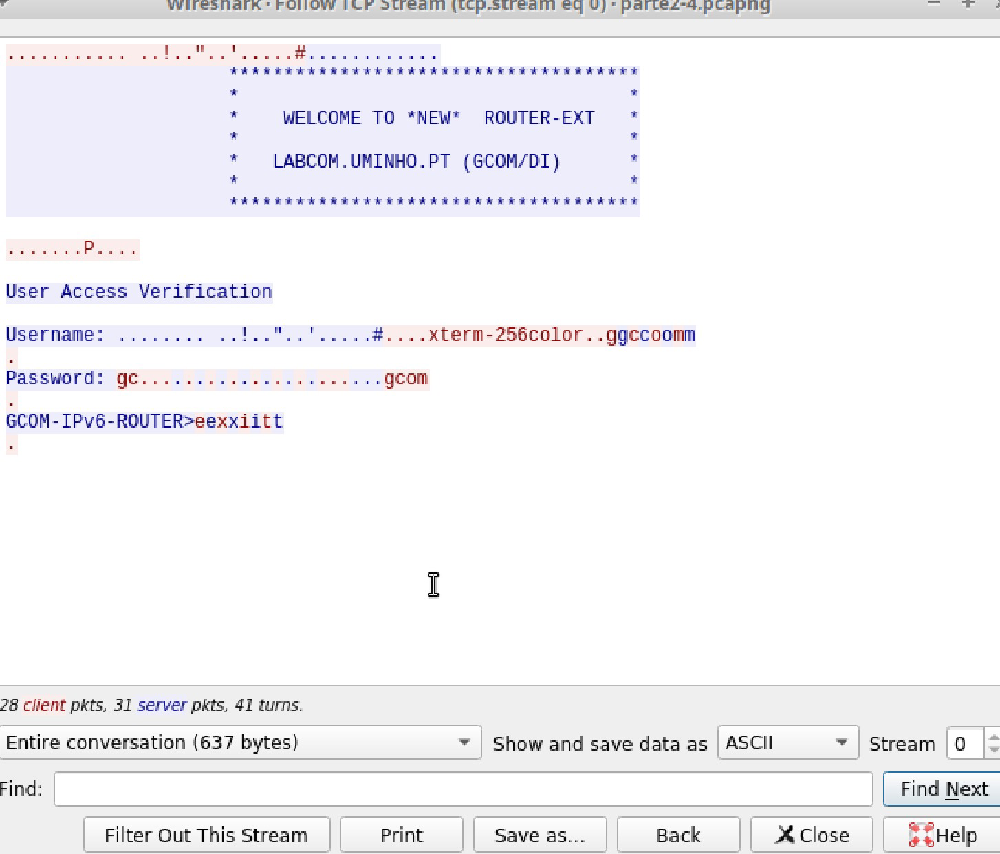 Wireshark · Follow TCP Stream (tcp.stream eq 0) · parte2-4.pcapng
........... ..!.."..'.....#............
*************************************
* *
* WELCOME TO *NEW* ROUTER-EXT *
* *
* LABCOM.UMINHO.PT (GCOM/DI) *
* *
*************************************
.......P....
User Access Verification
Username: ........ ..!.."..'.....#....xterm-256color..ggccoomm
.
Password: gc......................gcom
.
GCOM-IPv6-ROUTER>eexxiitt
.
28 client pkts, 31 server pkts, 41 turns.
Entire conversation (637 bytes) Show and save data as ASCII Stream 0
Find: Find Next
Filter Out This Stream Print Save as... Back Close Help